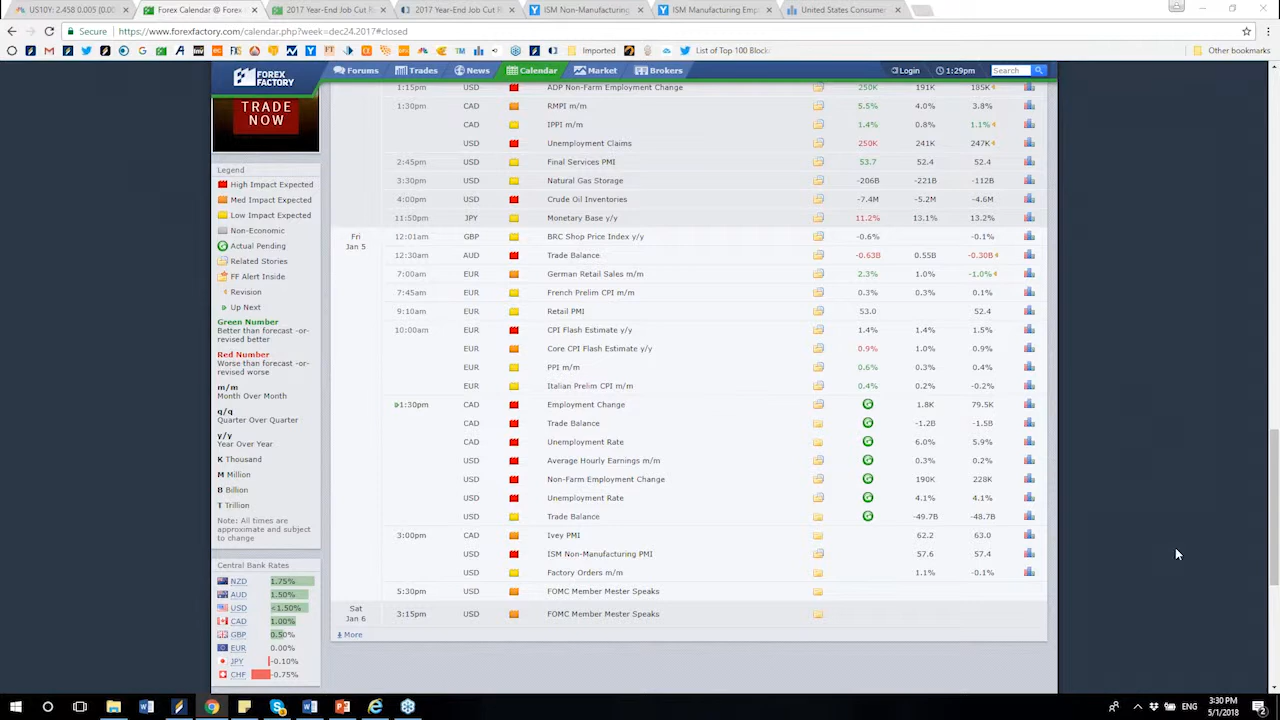 US10Y: 2.458 0.005 (0.00
Forex Calendar @ Forex
2017 Year-End Job Cut R
2017 Year-End Job Cut R
ISM Non-Manufacturing
ISM Manufacturing Emp
United States Consumer
Secure https://www.forexfactory.com/calendar.php?week=dec24.2017#closed
Imported
List of Top 100 Block
Other bookmarks
FOREX FACTORY
Forums Trades News Calendar Market Brokers Login 1:29pm Search
TRADE NOW
Legend
High Impact Expected
Med Impact Expected
Low Impact Expected
Non-Economic
Actual Pending
Related Stories
FF Alert Inside
Revision
Up Next
Green Number
Better than forecast -or-
revised better
Red Number
Worse than forecast -or-
revised worse
m/m
Month Over Month
q/q
Quarter Over Quarter
y/y
Year Over Year
K Thousand
M Million
B Billion
T Trillion
Note: All times are
approximate and subject
to change
Central Bank Rates
NZD 1.75%
AUD 1.50%
USD <1.50%
CAD 1.00%
GBP 0.50%
EUR 0.00%
JPY -0.10%
CHF -0.75%
1:15pm USD ADP Non-Farm Employment Change 250K 191K 185K
1:30pm CAD RMPI m/m 5.5% 4.0% 3.8%
CAD IPPI m/m 1.4% 0.8% 1.1%
USD Unemployment Claims 250K 241K 247K
2:45pm USD Final Services PMI 53.7 52.4 52.4
3:30pm USD Natural Gas Storage -206B -221B -112B
4:00pm USD Crude Oil Inventories -7.4M -5.2M -4.6M
11:50pm JPY Monetary Base y/y 11.2% 13.1% 13.2%
Fri Jan 5 12:01am GBP BRC Shop Price Index y/y -0.6% -0.1%
12:30am AUD Trade Balance -0.63B 0.55B -0.30B
7:00am EUR German Retail Sales m/m 2.3% 1.0% -1.0%
7:45am EUR French Prelim CPI m/m 0.3% 0.3% 0.1%
9:10am EUR Retail PMI 53.0 52.4
10:00am EUR CPI Flash Estimate y/y 1.4% 1.4% 1.5%
EUR Core CPI Flash Estimate y/y 0.9% 1.0% 0.9%
EUR PPI m/m 0.6% 0.3% 0.4%
EUR Italian Prelim CPI m/m 0.4% 0.2% -0.2%
1:30pm CAD Employment Change 1.8K 79.5K
CAD Trade Balance -1.2B -1.5B
CAD Unemployment Rate 6.0% 5.9%
USD Average Hourly Earnings m/m 0.3% 0.2%
USD Non-Farm Employment Change 190K 228K
USD Unemployment Rate 4.1% 4.1%
USD Trade Balance -49.7B -48.7B
3:00pm CAD Ivey PMI 62.2 63.0
USD ISM Non-Manufacturing PMI 57.6 57.4
USD Factory Orders m/m 1.1% -0.1%
5:30pm USD FOMC Member Mester Speaks
Sat Jan 6 3:15pm USD FOMC Member Mester Speaks
More
ENG
3:30 PM
5/1/2018